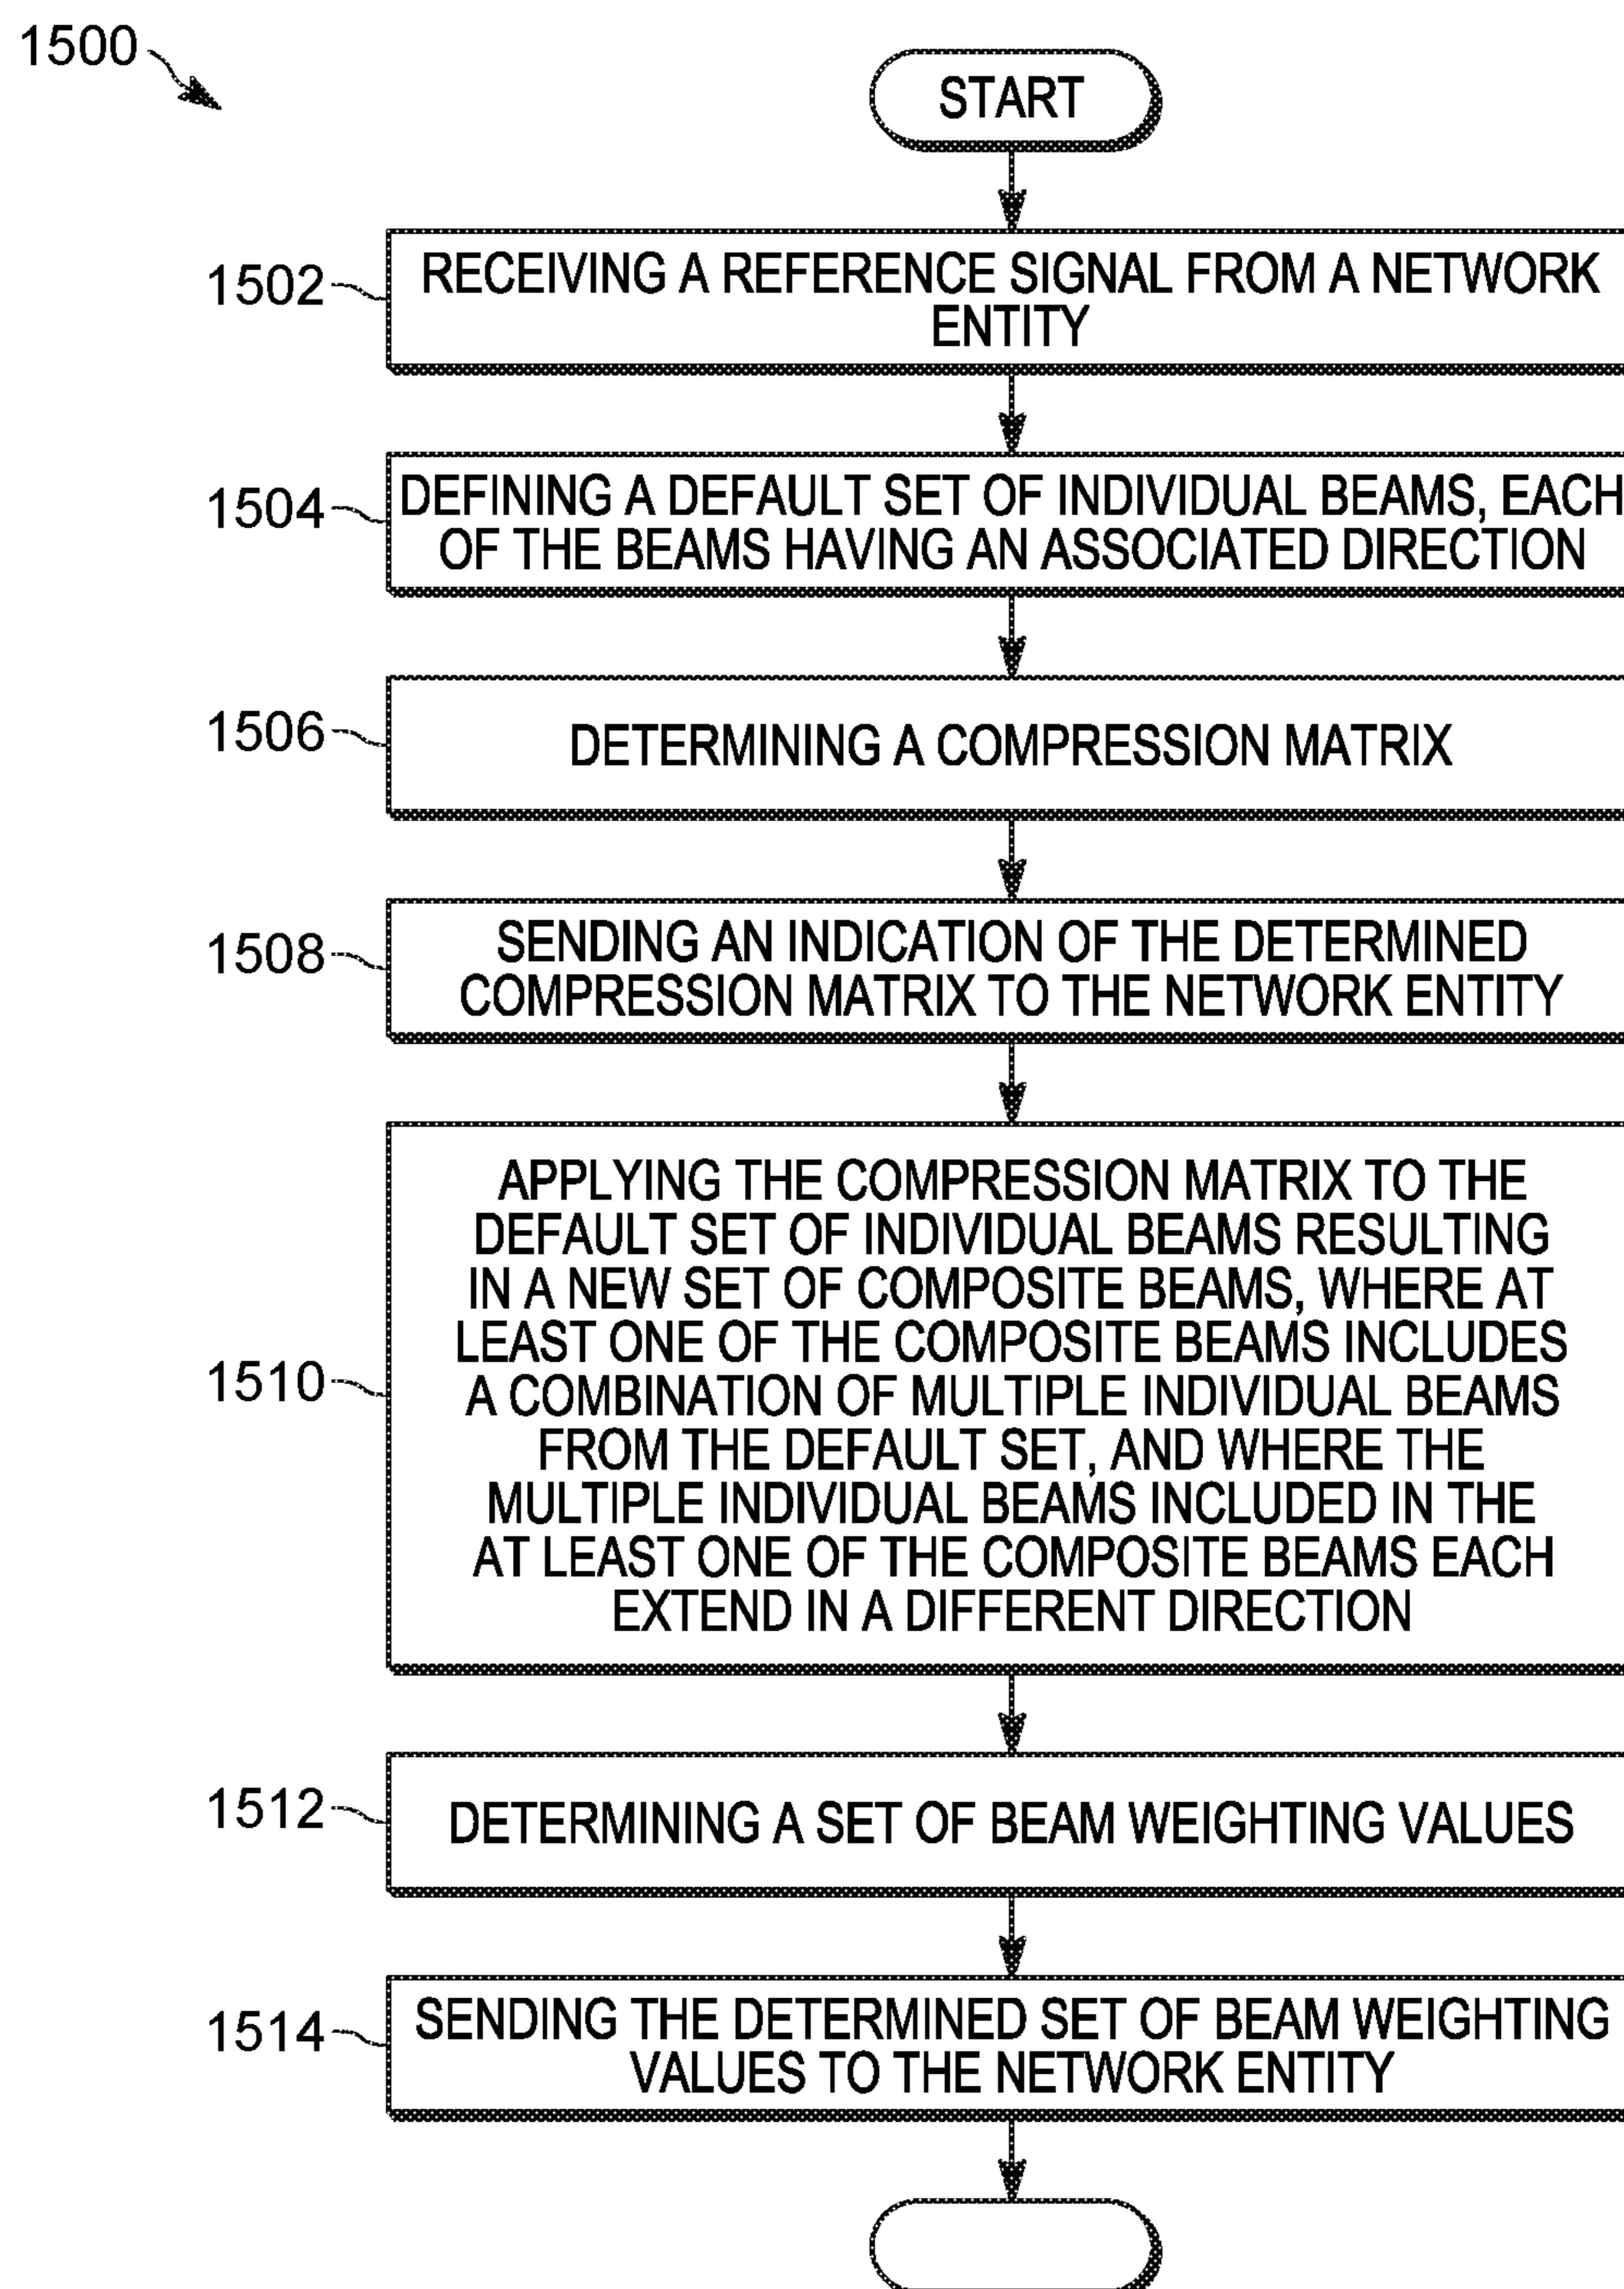 1500
START
1502
RECEIVING A REFERENCE SIGNAL FROM A NETWORK
ENTITY
1504
DEFINING A DEFAULT SET OF INDIVIDUAL BEAMS, EACH
OF THE BEAMS HAVING AN ASSOCIATED DIRECTION
1506
DETERMINING A COMPRESSION MATRIX
1508
SENDING AN INDICATION OF THE DETERMINED
COMPRESSION MATRIX TO THE NETWORK ENTITY
1510
APPLYING THE COMPRESSION MATRIX TO THE
DEFAULT SET OF INDIVIDUAL BEAMS RESULTING
IN A NEW SET OF COMPOSITE BEAMS, WHERE AT
LEAST ONE OF THE COMPOSITE BEAMS INCLUDES
A COMBINATION OF MULTIPLE INDIVIDUAL BEAMS
FROM THE DEFAULT SET, AND WHERE THE
MULTIPLE INDIVIDUAL BEAMS INCLUDED IN THE
AT LEAST ONE OF THE COMPOSITE BEAMS EACH
EXTEND IN A DIFFERENT DIRECTION
1512
DETERMINING A SET OF BEAM WEIGHTING VALUES
1514
SENDING THE DETERMINED SET OF BEAM WEIGHTING
VALUES TO THE NETWORK ENTITY